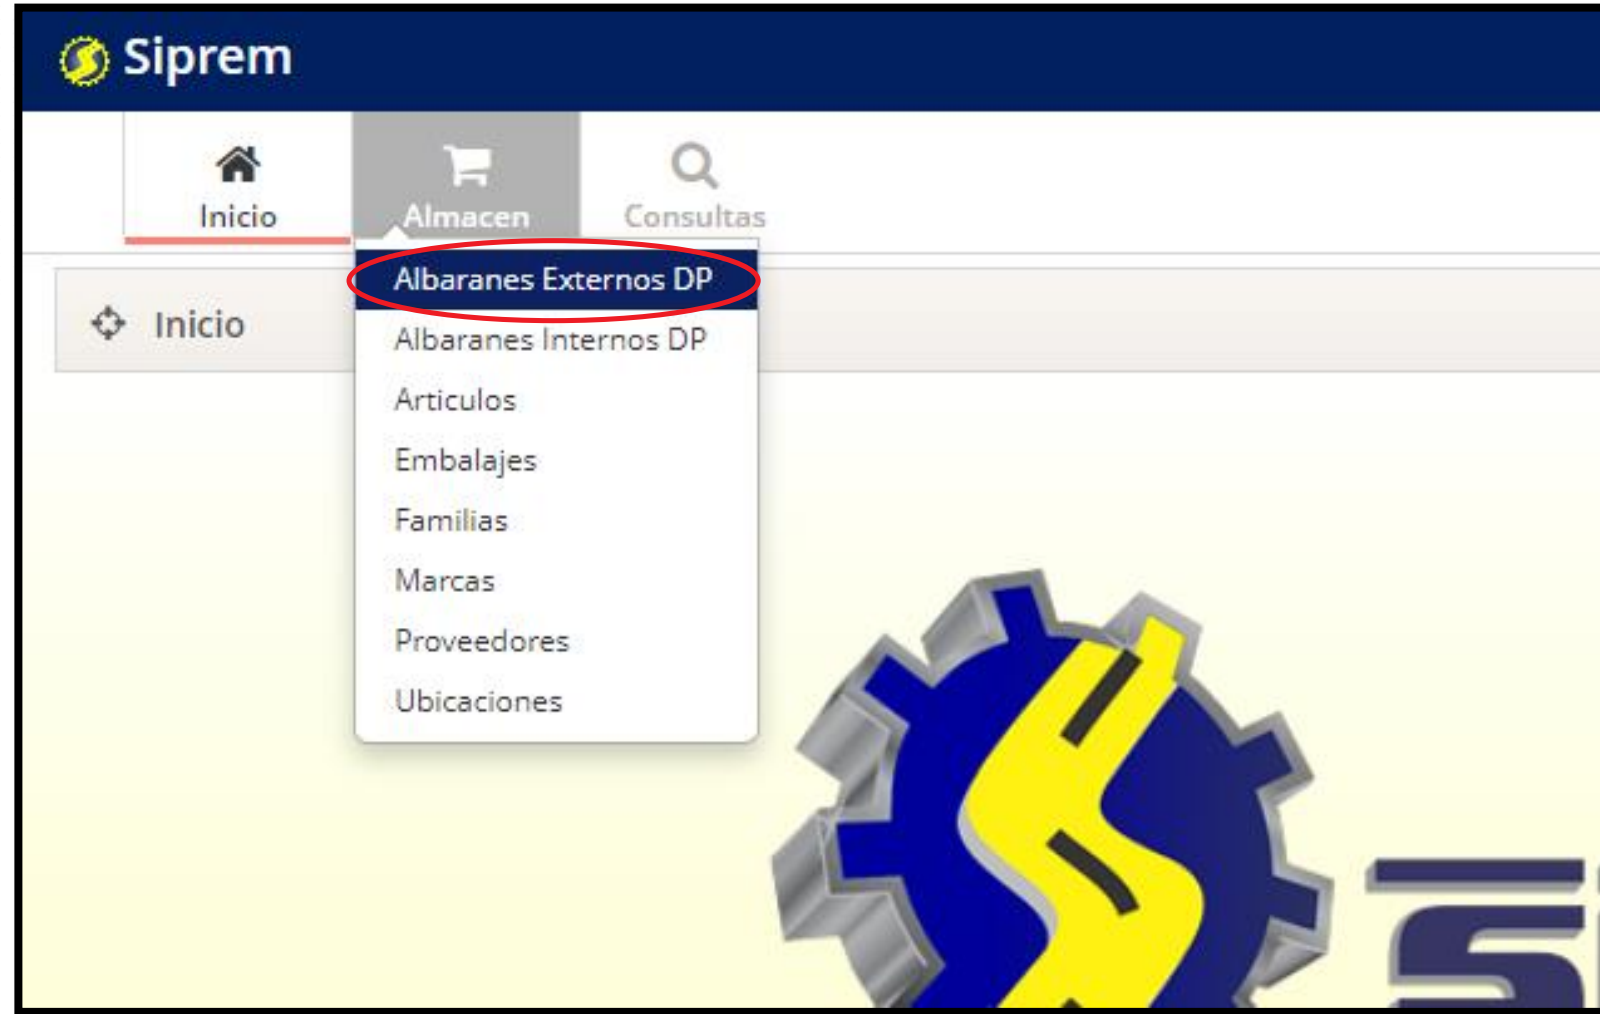 Siprem
Inicio
Almacen
Consultas
Albaranes Externos DP
Inicio
Albaranes Internos DP
Articulos
Embalajes
Familias
Marcas
Proveedores
Ubicaciones